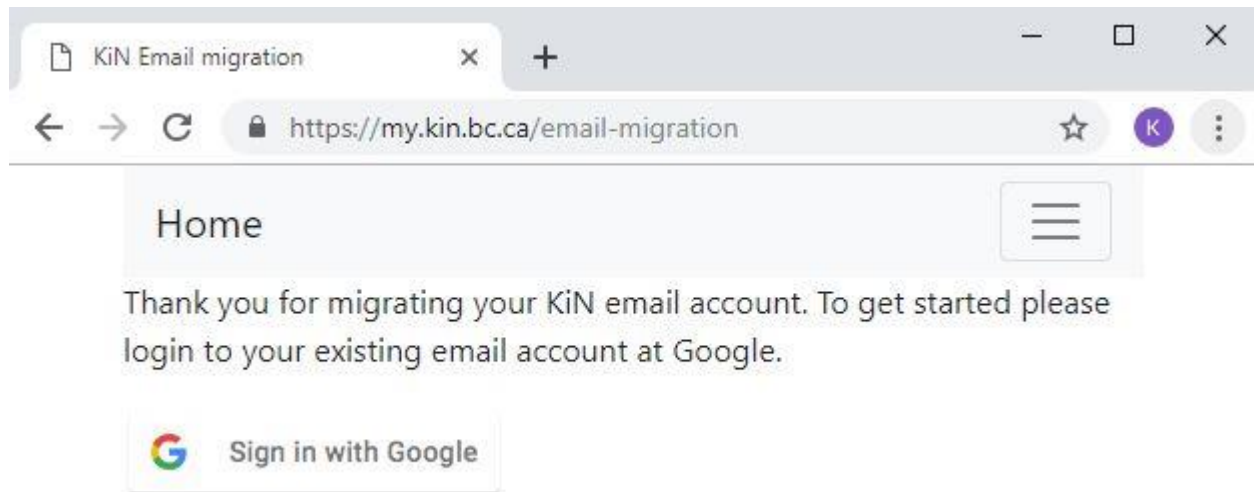 KiN Email migration
https://my.kin.bc.ca/email-migration
K
Home
Thank you for migrating your KiN email account. To get started please
login to your existing email account at Google.
Sign in with Google